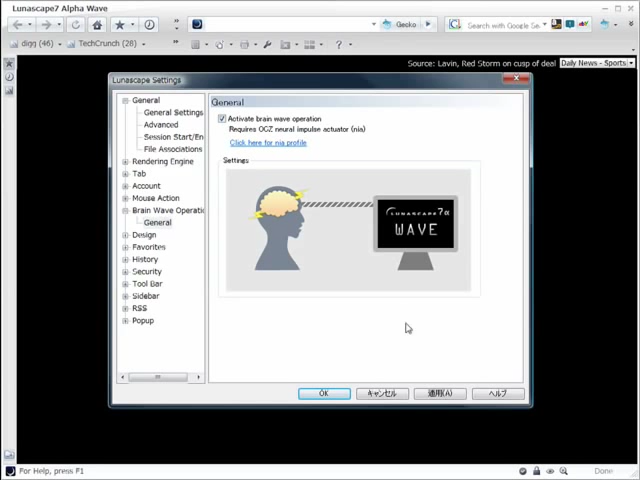 Lunascape7 Alpha Wave
Gecko
Search with Google Se
digg (46) TechCrunch (28)
Source: Lavin, Red Storm on cusp of deal
Daily News - Sports
Lunascape Settings
General
General Settings
Advanced
Session Start/En
File Associations
Rendering Engine
Tab
Account
Mouse Action
Brain Wave Operati
General
Design
Favorites
History
Security
Tool Bar
Sidebar
RSS
Popup
General
Activate brain wave operation
Requires OCZ neural impulse actuator (nia)
Click here for nia profile
Settings
LUNASCAPE 7α
WAVE
OK
キャンセル
適用(A)
ヘルプ
For Help, press F1
Done